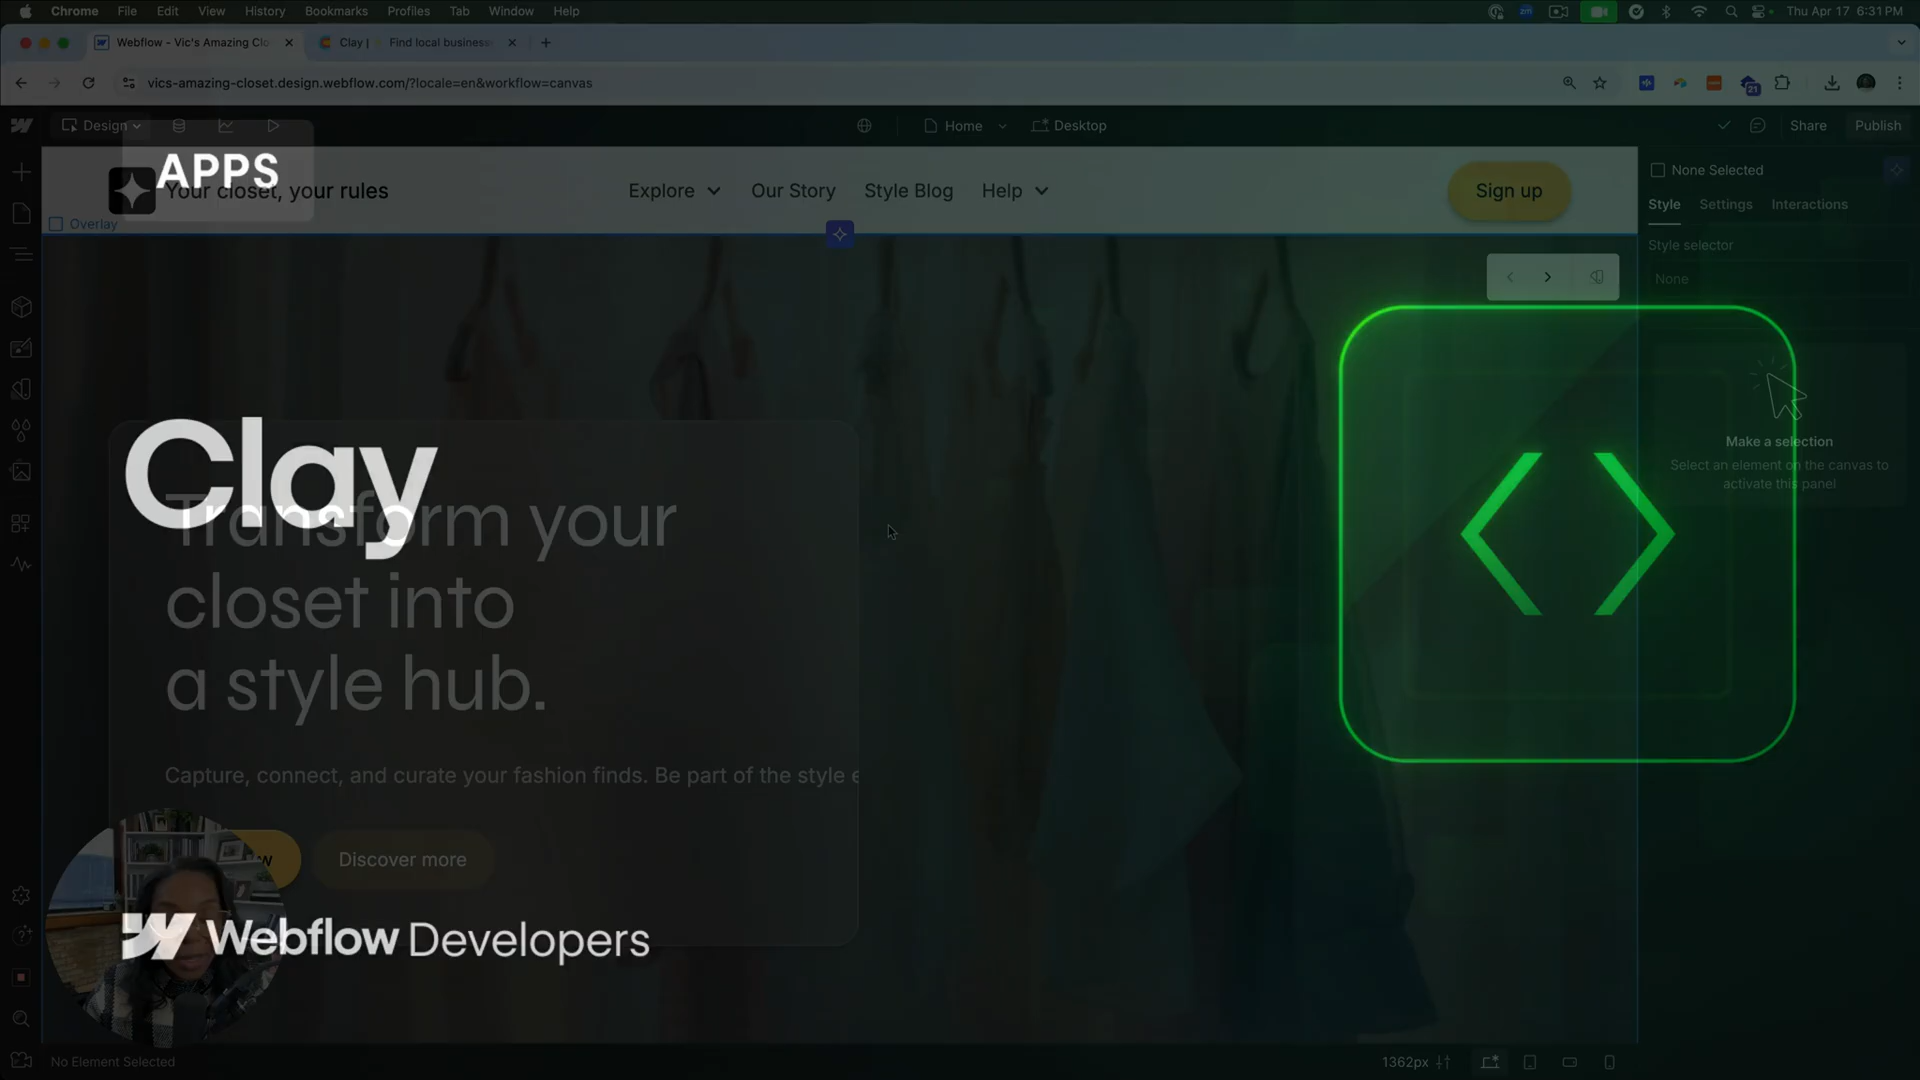 Chrome File Edit View History Bookmarks Profiles Tab Window Help
Thu Apr 17 6:31 PM
Webflow - Vic's Amazing Clo
Clay | Find local business
vics-amazing-closet.design.webflow.com/?locale=en&workflow=canvas
21
Design
Home
Desktop
Share
Publish
APPS
Your closet, your rules
Explore
Our Story
Style Blog
Help
Sign up
None Selected
Style Settings Interactions
Overlay
Style selector
None
Make a selection
Select an element on the canvas to
activate this panel
Clay
Transform your
closet into
a style hub.
Capture, connect, and curate your fashion finds. Be part of the style e
Discover more
Webflow Developers
No Element Selected
1362px